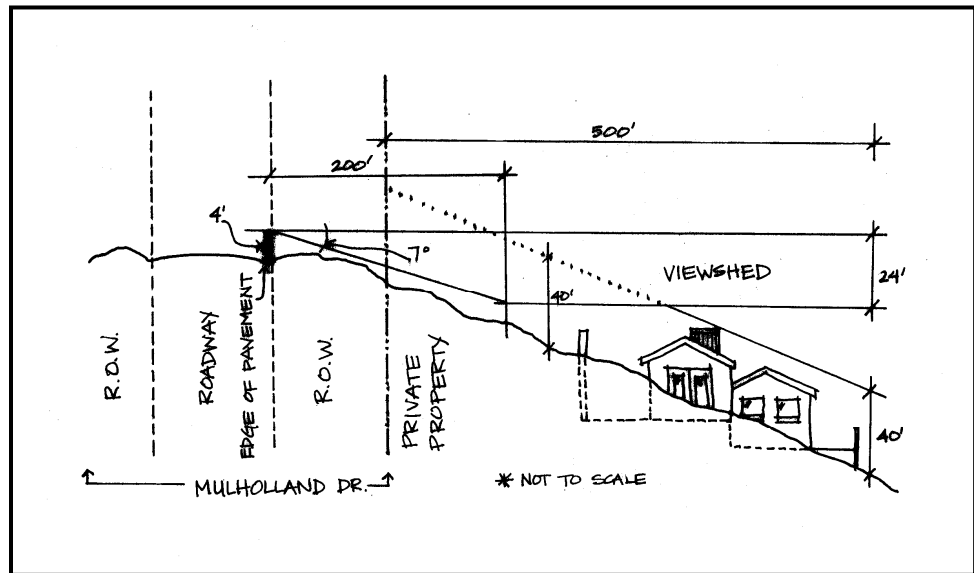 500'
200'
4'
7°
VIEWSHED
24'
40'
R.O.W.
ROADWAY
EDGE OF PAVEMENT
R.O.W.
PRIVATE
PROPERTY
40'
MULHOLLAND DR.
* NOT TO SCALE